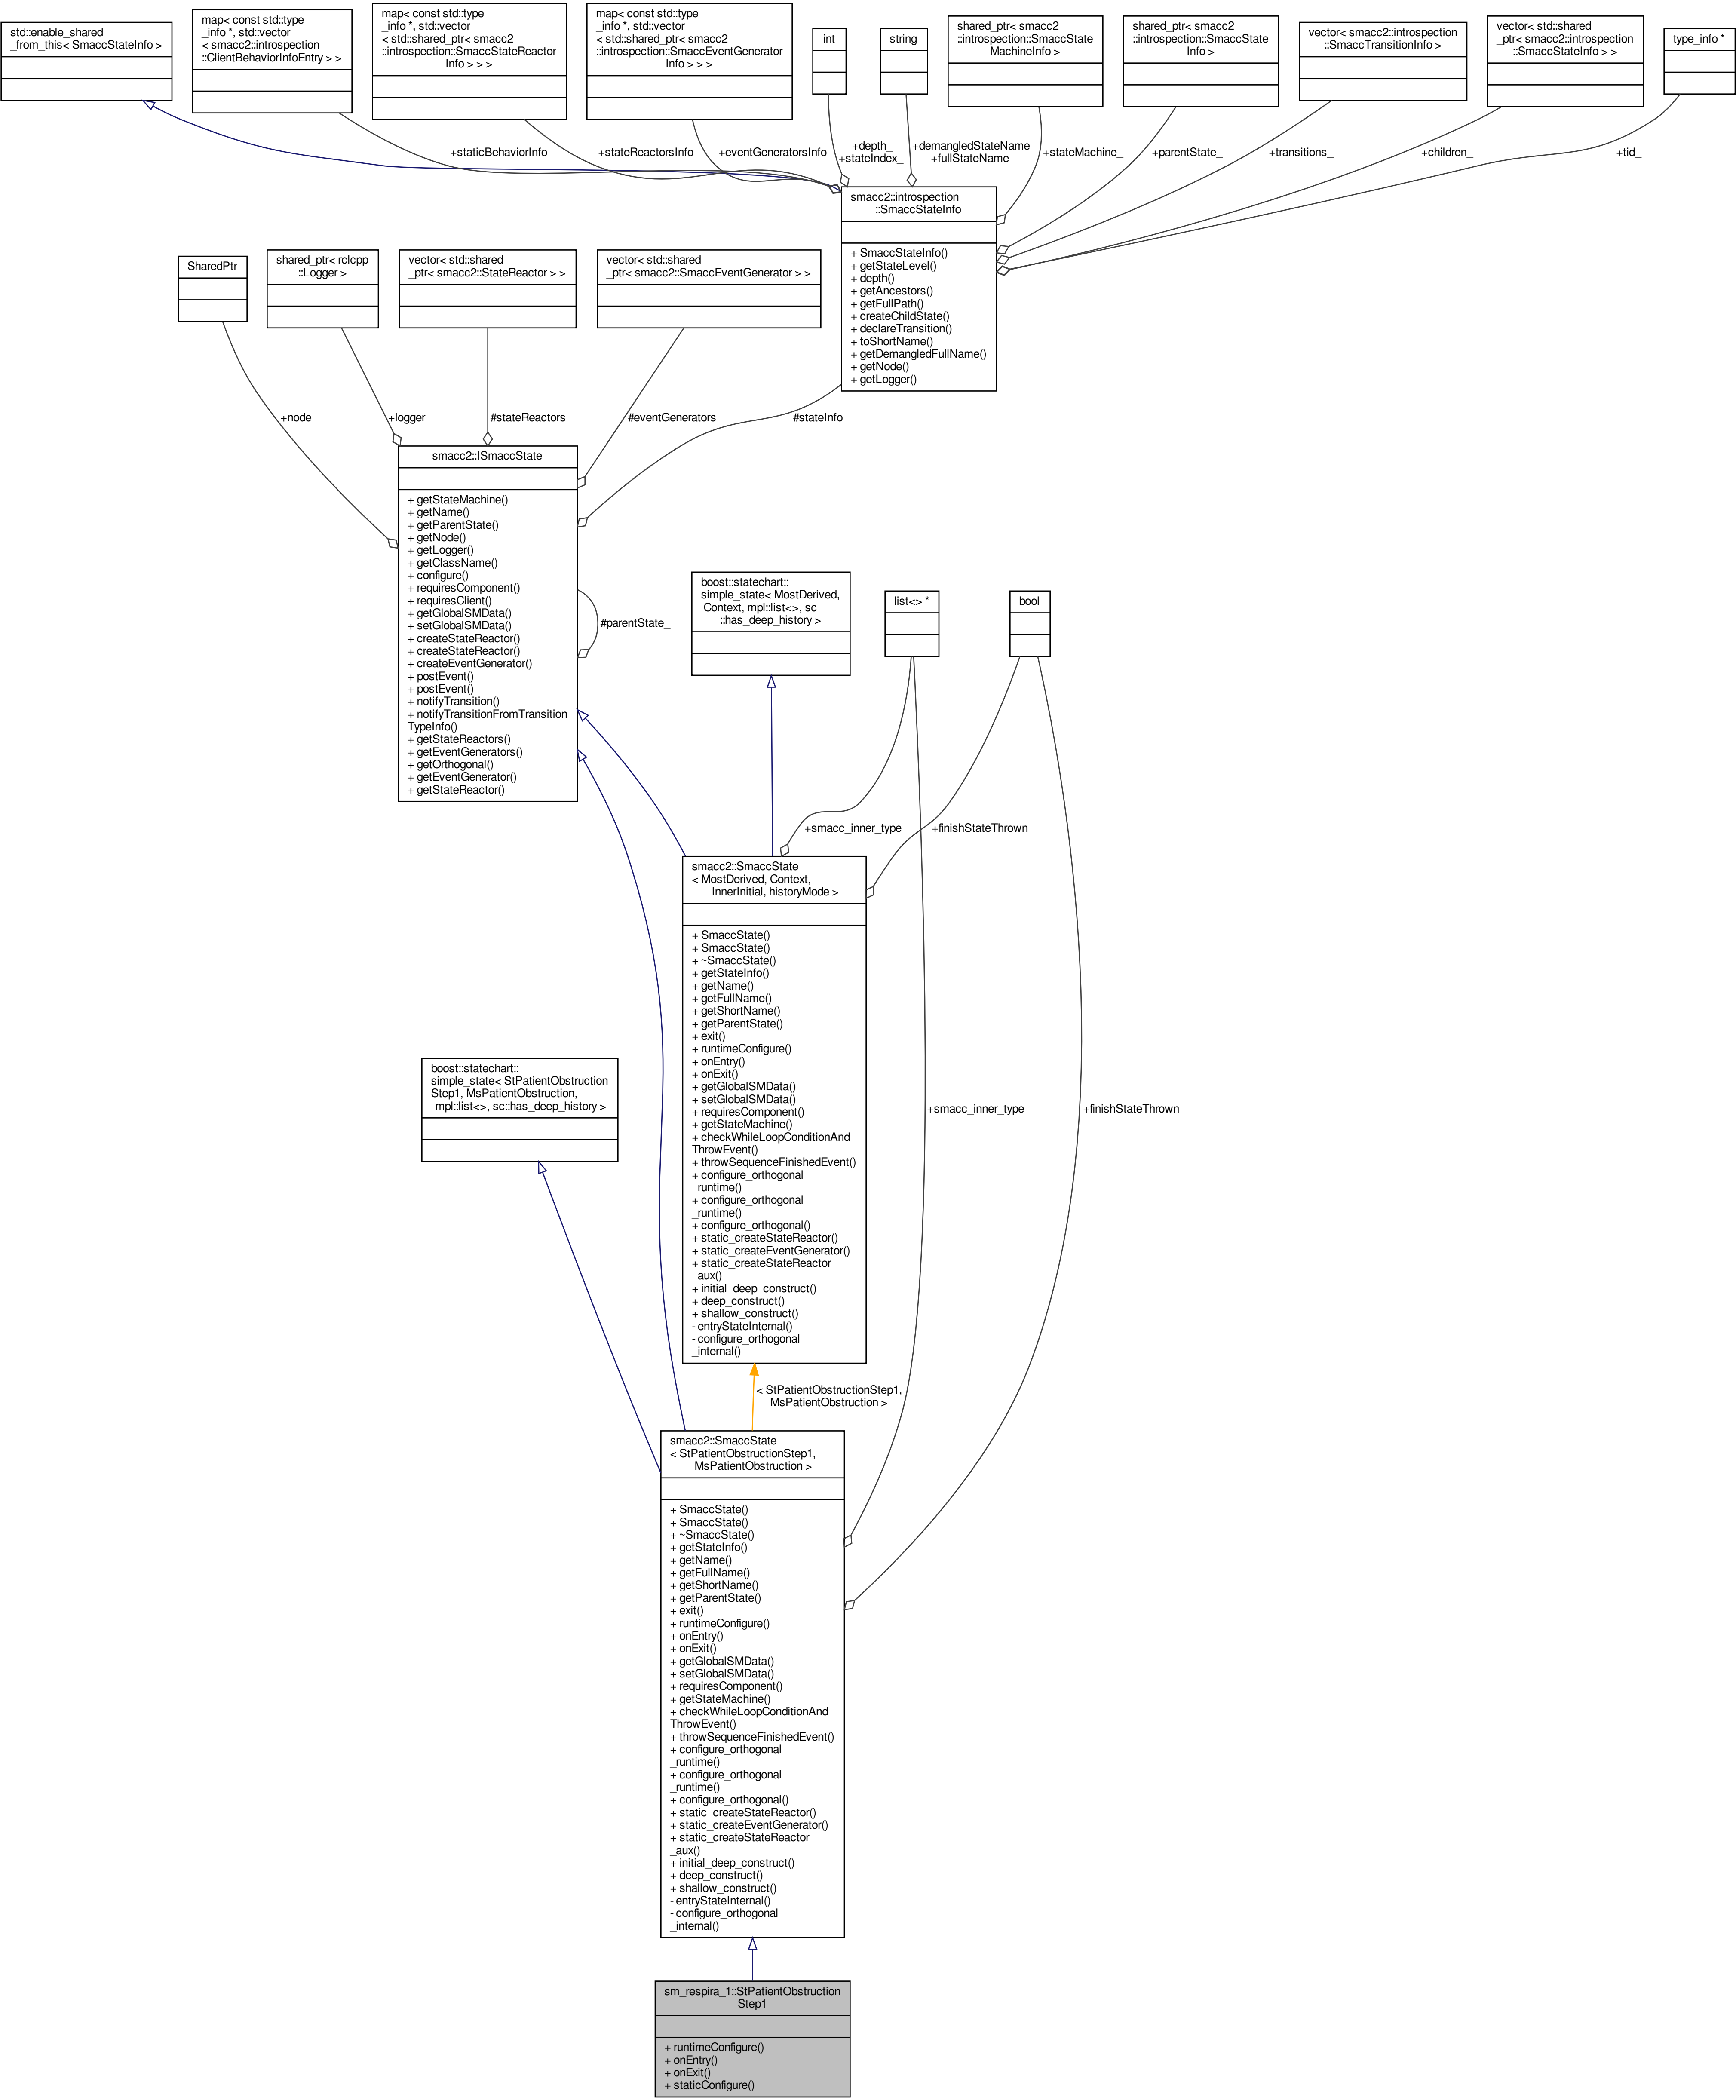 std::enable_shared
_from_this< SmaccStateInfo >
map< const std::type
_info *, std::vector
< smacc2::introspection
::ClientBehaviorInfoEntry > >
map< const std::type
_info *, std::vector
< std::shared_ptr< smacc2
::introspection::SmaccStateReactor
Info > > >
map< const std::type
_info *, std::vector
< std::shared_ptr< smacc2
::introspection::SmaccEventGenerator
Info > > >
int
string
shared_ptr< smacc2
::introspection::SmaccState
MachineInfo >
shared_ptr< smacc2
::introspection::SmaccState
Info >
vector< smacc2::introspection
::SmaccTransitionInfo >
vector< std::shared
_ptr< smacc2::introspection
::SmaccStateInfo > >
type_info *
+staticBehaviorInfo
+stateReactorsInfo
+eventGeneratorsInfo
+depth_
+stateIndex_
+demangledStateName
+fullStateName
+stateMachine_
+parentState_
+transitions_
+children_
+tid_
smacc2::introspection
::SmaccStateInfo
+ SmaccStateInfo()
+ getStateLevel()
+ depth()
+ getAncestors()
+ getFullPath()
+ createChildState()
+ declareTransition()
+ toShortName()
+ getDemangledFullName()
+ getNode()
+ getLogger()
SharedPtr
shared_ptr< rclcpp
::Logger >
vector< std::shared
_ptr< smacc2::StateReactor > >
vector< std::shared
_ptr< smacc2::SmaccEventGenerator > >
+node_
+logger_
#stateReactors_
#eventGenerators_
#stateInfo_
smacc2::ISmaccState
+ getStateMachine()
+ getName()
+ getParentState()
+ getNode()
+ getLogger()
+ getClassName()
+ configure()
+ requiresComponent()
+ requiresClient()
+ getGlobalSMData()
+ setGlobalSMData()
+ createStateReactor()
+ createStateReactor()
+ createEventGenerator()
+ postEvent()
+ postEvent()
+ notifyTransition()
+ notifyTransitionFromTransition
TypeInfo()
+ getStateReactors()
+ getEventGenerators()
+ getOrthogonal()
+ getEventGenerator()
+ getStateReactor()
#parentState_
boost::statechart::
simple_state< MostDerived,
Context, mpl::list<>, sc
::has_deep_history >
list<> *
bool
+smacc_inner_type
+finishStateThrown
smacc2::SmaccState
< MostDerived, Context,
InnerInitial, historyMode >
+ SmaccState()
+ SmaccState()
+ ~SmaccState()
+ getStateInfo()
+ getName()
+ getFullName()
+ getShortName()
+ getParentState()
+ exit()
+ runtimeConfigure()
+ onEntry()
+ onExit()
+ getGlobalSMData()
+ setGlobalSMData()
+ requiresComponent()
+ getStateMachine()
+ checkWhileLoopConditionAnd
ThrowEvent()
+ throwSequenceFinishedEvent()
+ configure_orthogonal
_runtime()
+ configure_orthogonal
_runtime()
+ configure_orthogonal()
+ static_createStateReactor()
+ static_createEventGenerator()
+ static_createStateReactor
_aux()
+ initial_deep_construct()
+ deep_construct()
+ shallow_construct()
- entryStateInternal()
- configure_orthogonal
_internal()
boost::statechart::
simple_state< StPatientObstruction
Step1, MsPatientObstruction,
mpl::list<>, sc::has_deep_history >
+smacc_inner_type
+finishStateThrown
< StPatientObstructionStep1,
MsPatientObstruction >
smacc2::SmaccState
< StPatientObstructionStep1,
MsPatientObstruction >
+ SmaccState()
+ SmaccState()
+ ~SmaccState()
+ getStateInfo()
+ getName()
+ getFullName()
+ getShortName()
+ getParentState()
+ exit()
+ runtimeConfigure()
+ onEntry()
+ onExit()
+ getGlobalSMData()
+ setGlobalSMData()
+ requiresComponent()
+ getStateMachine()
+ checkWhileLoopConditionAnd
ThrowEvent()
+ throwSequenceFinishedEvent()
+ configure_orthogonal
_runtime()
+ configure_orthogonal
_runtime()
+ configure_orthogonal()
+ static_createStateReactor()
+ static_createEventGenerator()
+ static_createStateReactor
_aux()
+ initial_deep_construct()
+ deep_construct()
+ shallow_construct()
- entryStateInternal()
- configure_orthogonal
_internal()
sm_respira_1::StPatientObstruction
Step1
+ runtimeConfigure()
+ onEntry()
+ onExit()
+ staticConfigure()